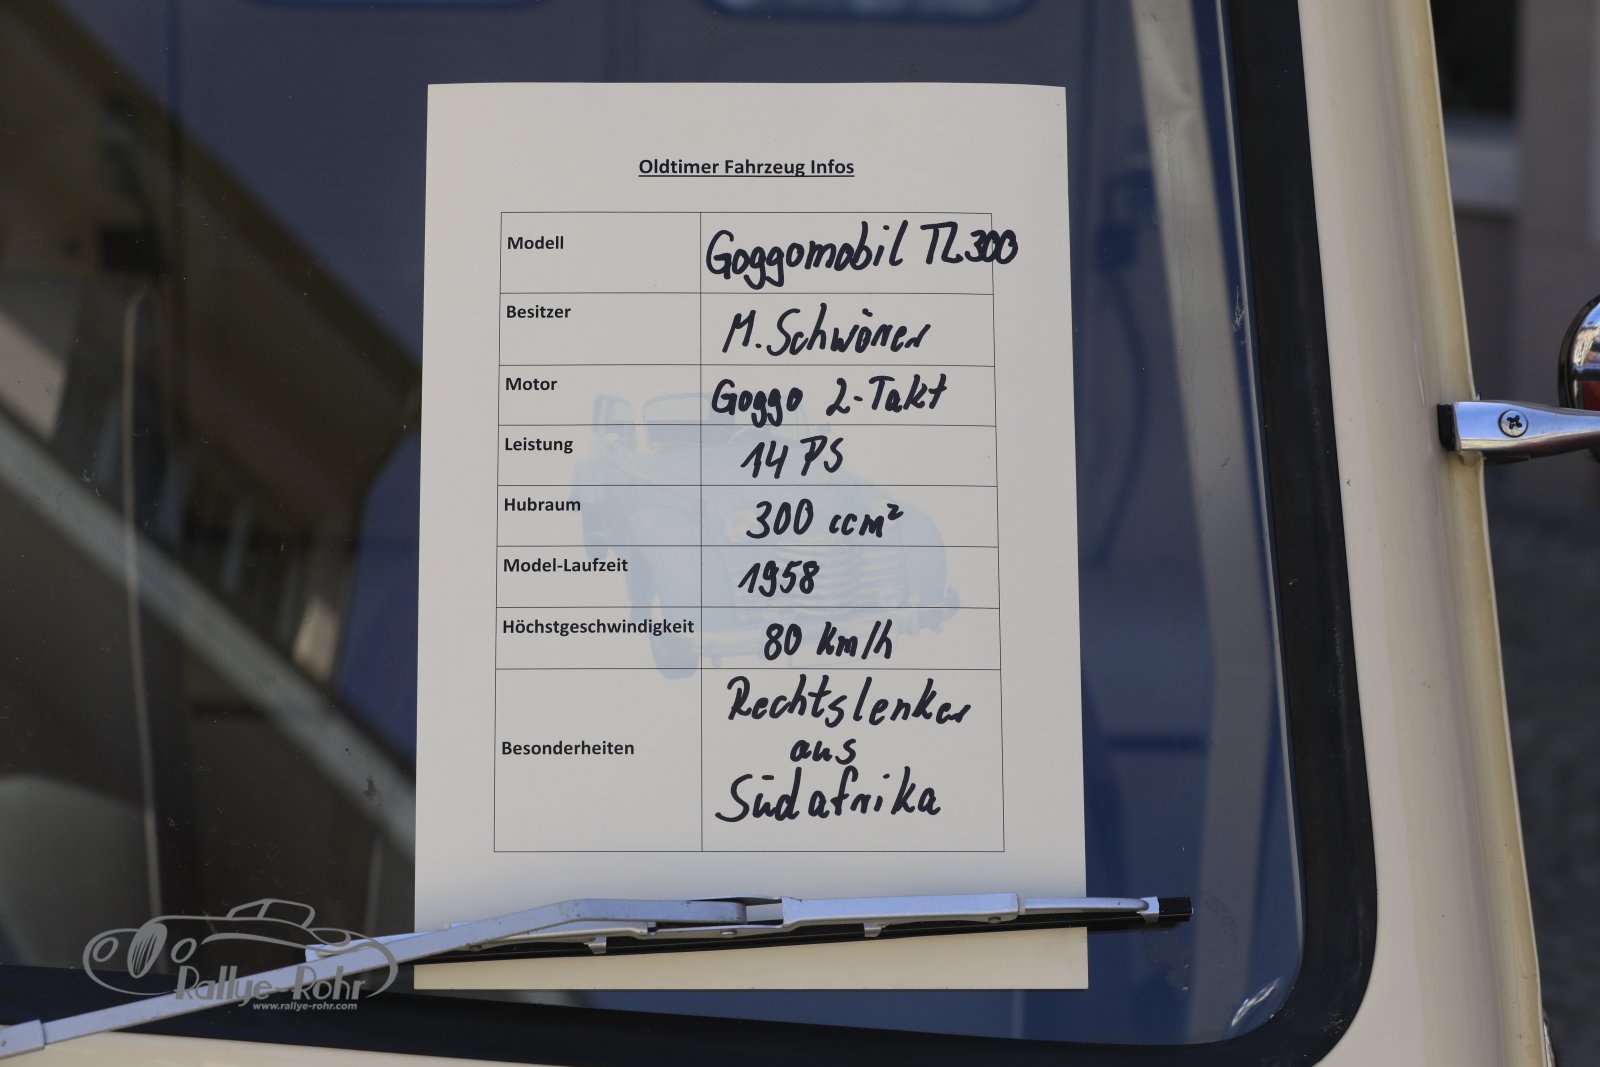 Oldtimer Fahrzeug Infos
Modell Goggomobil TL300
Besitzer M. Schwörer
Motor Goggo 2-Takt
Leistung 14 PS
Hubraum 300 ccm²
Model-Laufzeit 1958
Höchstgeschwindigkeit 80 km/h
Besonderheiten Rechtslenker
aus
Südafrika
Rallye-Rohr
www.rallye-rohr.com